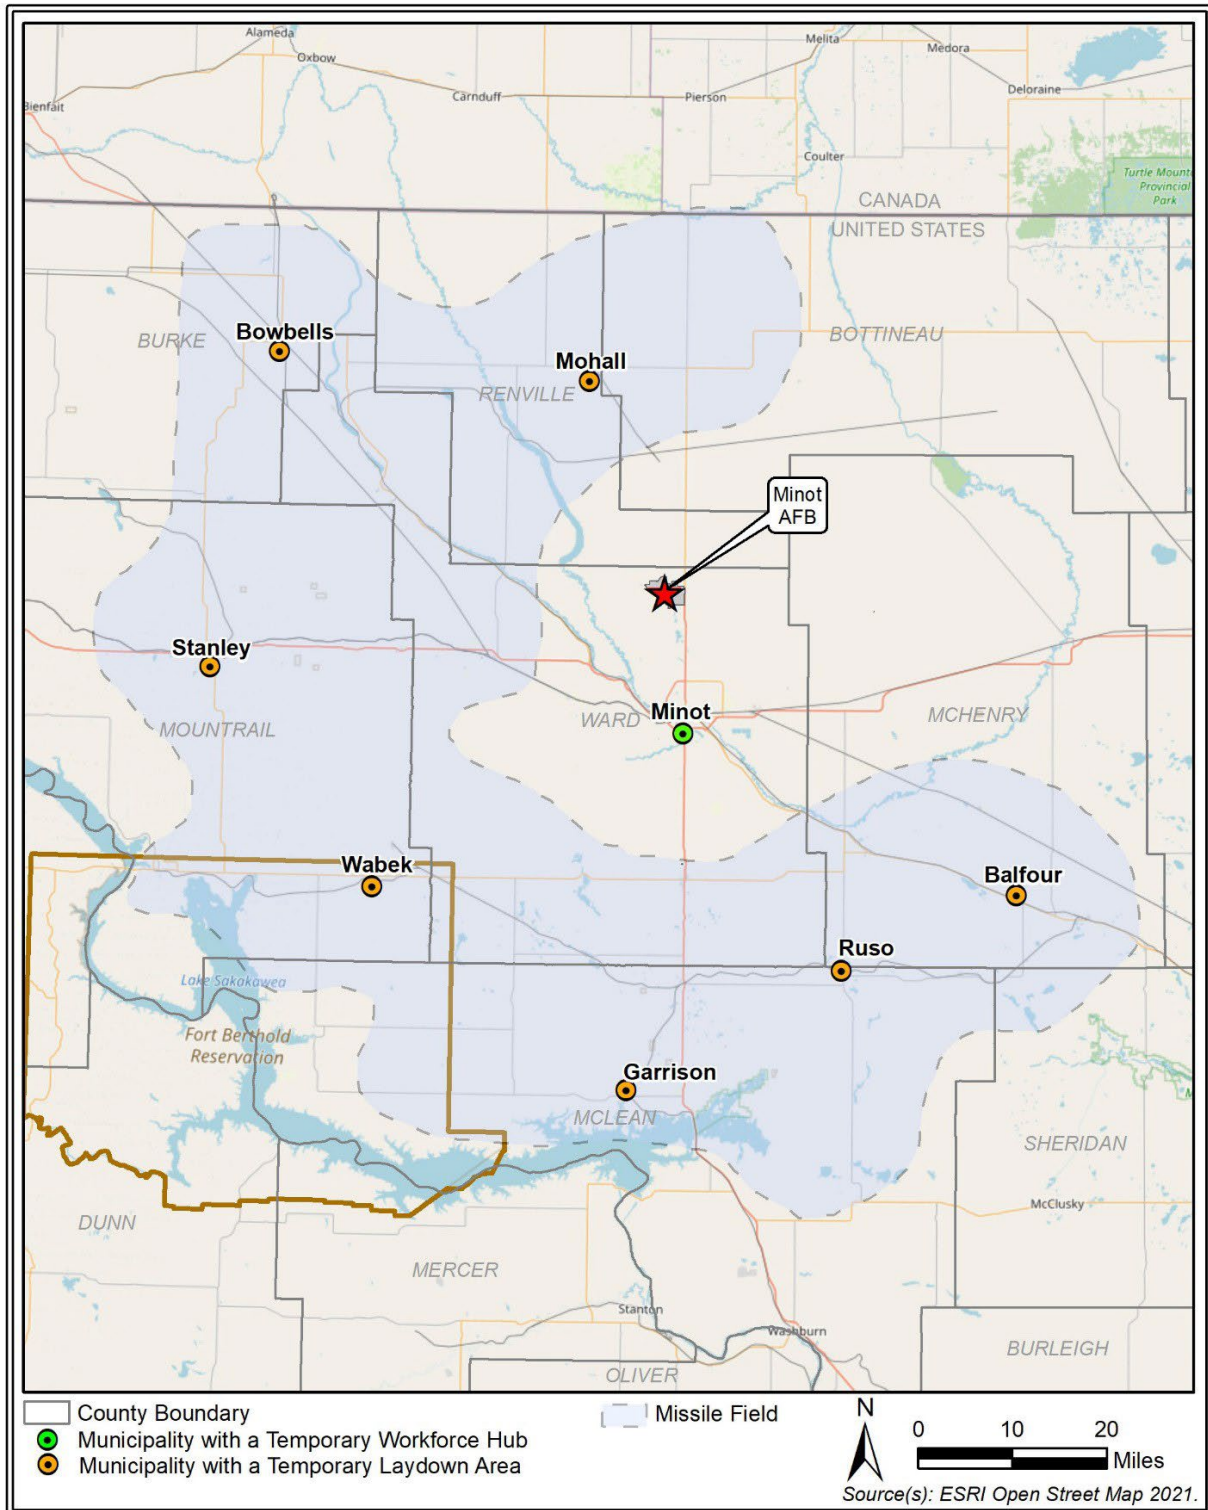 Alameda
Oxbow
Melita
Medora
Bienfait
Carnduff
Pierson
Deloraine
Coulter
Turtle Mount
Provincial
Park
CANADA
UNITED STATES
BURKE
Bowbells
BOTTINEAU
Mohall
RENVILLE
Minot
AFB
Stanley
MOUNTRAIL
WARD
Minot
MCHENRY
Wabek
Balfour
Ruso
Lake Sakakawea
Fort Berthold
Reservation
Garrison
MCLEAN
SHERIDAN
McClusky
DUNN
MERCER
Stanton
Washburn
BURLEIGH
OLIVER
County Boundary
Missile Field
Municipality with a Temporary Workforce Hub
Municipality with a Temporary Laydown Area
N
0 10 20
Miles
Source(s): ESRI Open Street Map 2021.